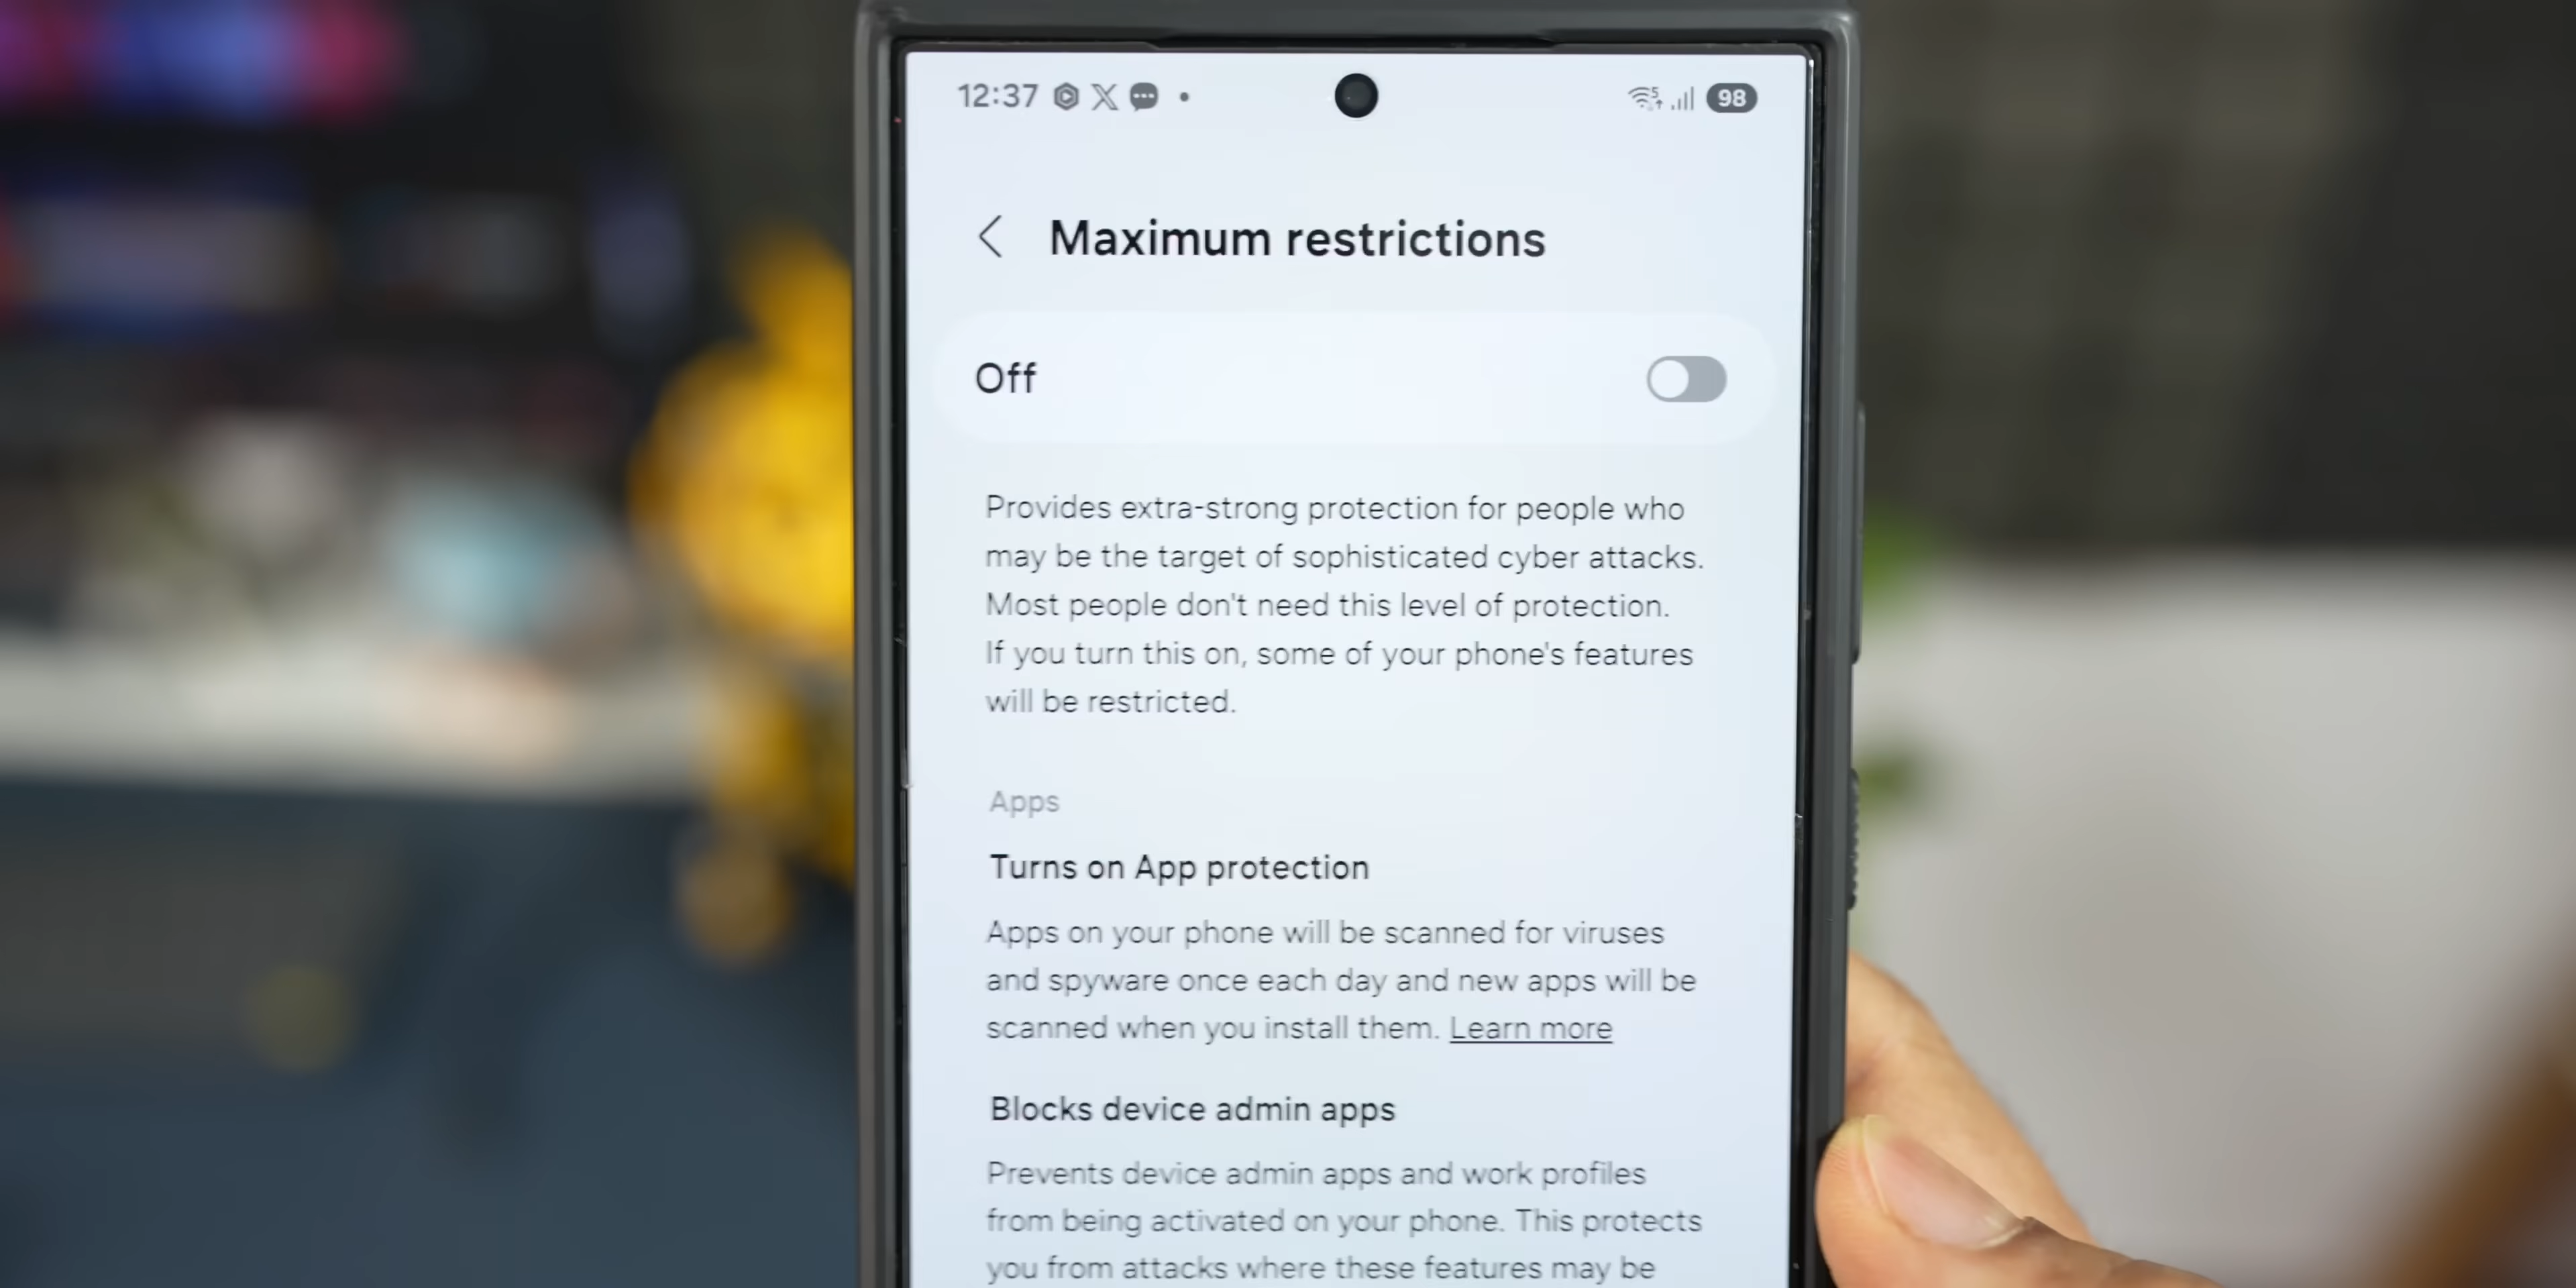 12:37
5
98
Maximum restrictions
Off
Provides extra-strong protection for people who
may be the target of sophisticated cyber attacks.
Most people don't need this level of protection.
If you turn this on, some of your phone's features
will be restricted.
Apps
Turns on App protection
Apps on your phone will be scanned for viruses
and spyware once each day and new apps will be
scanned when you install them. Learn more
Blocks device admin apps
Prevents device admin apps and work profiles
from being activated on your phone. This protects
you from attacks where these features may be